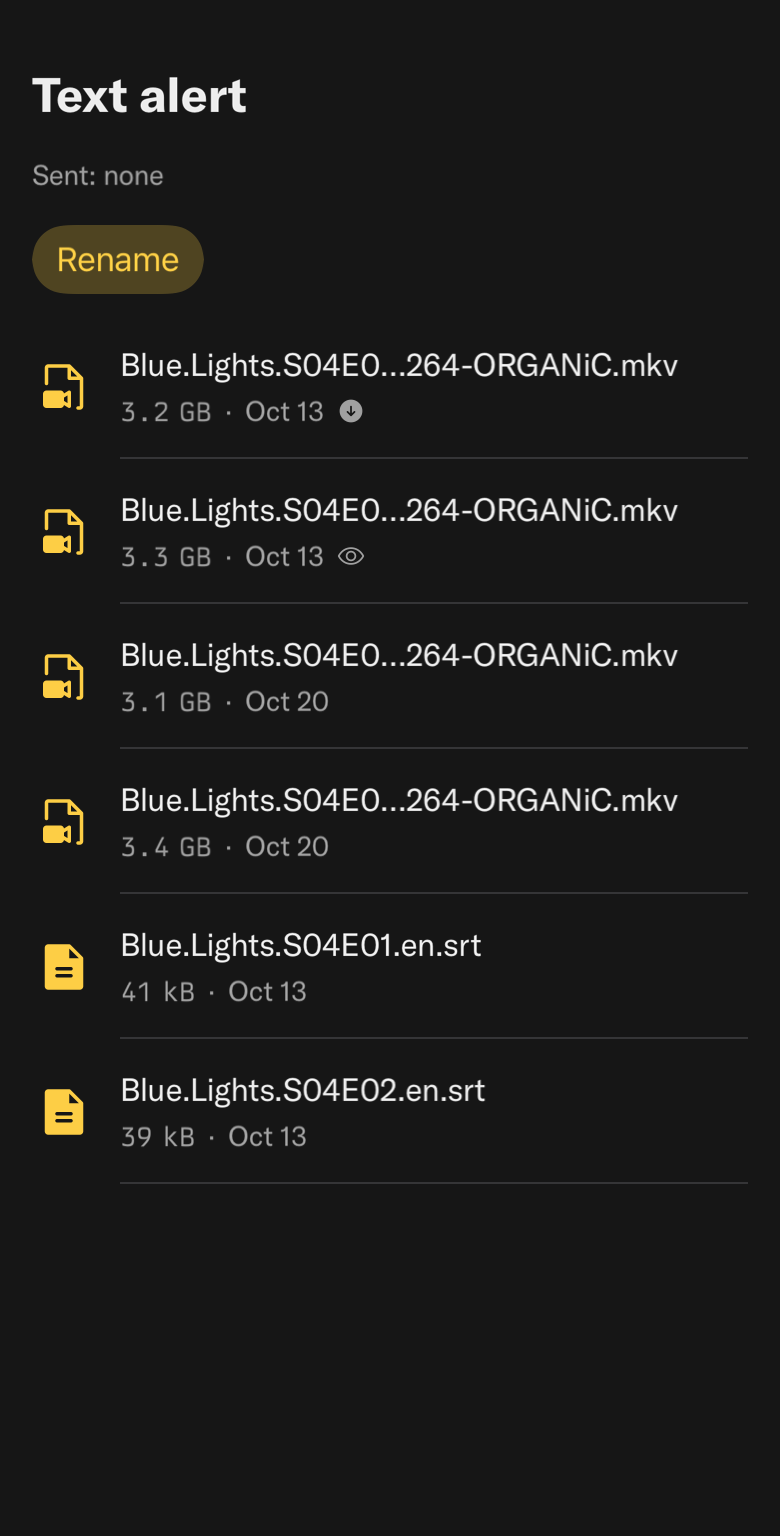 Text alert
Sent: none
Rename
Blue.Lights.S04E0...264-ORGANiC.mkv
3.2 GB · Oct 13
Blue.Lights.S04E0...264-ORGANiC.mkv
3.3 GB · Oct 13
Blue.Lights.S04E0...264-ORGANiC.mkv
3.1 GB · Oct 20
Blue.Lights.S04E0...264-ORGANiC.mkv
3.4 GB · Oct 20
Blue.Lights.S04E01.en.srt
41 kB · Oct 13
Blue.Lights.S04E02.en.srt
39 kB · Oct 13